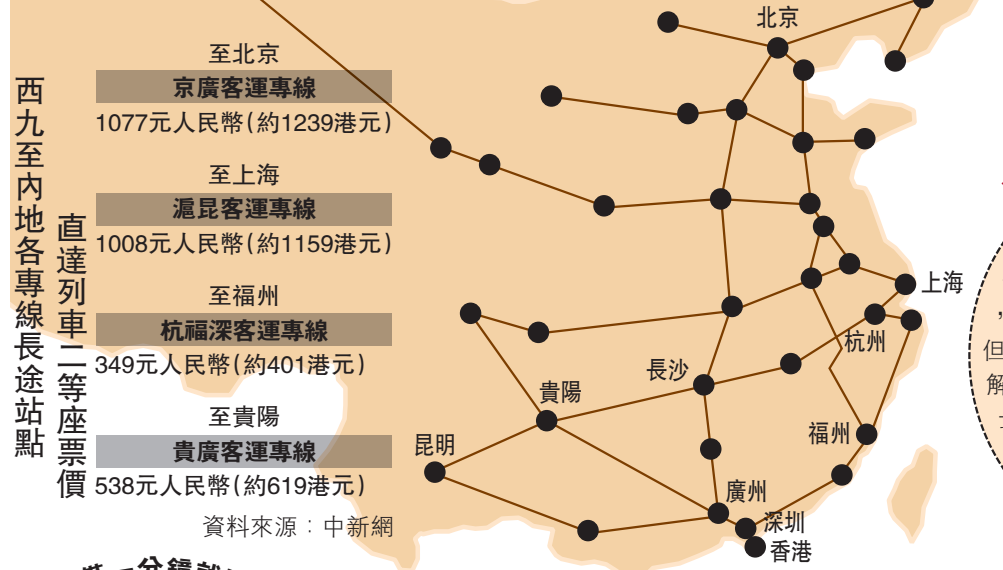 西九至內地各專線長途站點
直達列車二等座票價
至北京
京廣客運專線
1077元人民幣(約1239港元)
至上海
滬昆客運專線
1008元人民幣(約1159港元)
至福州
杭福深客運專線
349元人民幣(約401港元)
至貴陽
貴廣客運專線
538元人民幣(約619港元)
資料來源：中新網
北京
上海
杭州
長沙
貴陽
福州
昆明
廣州
深圳
香港
，
但
解